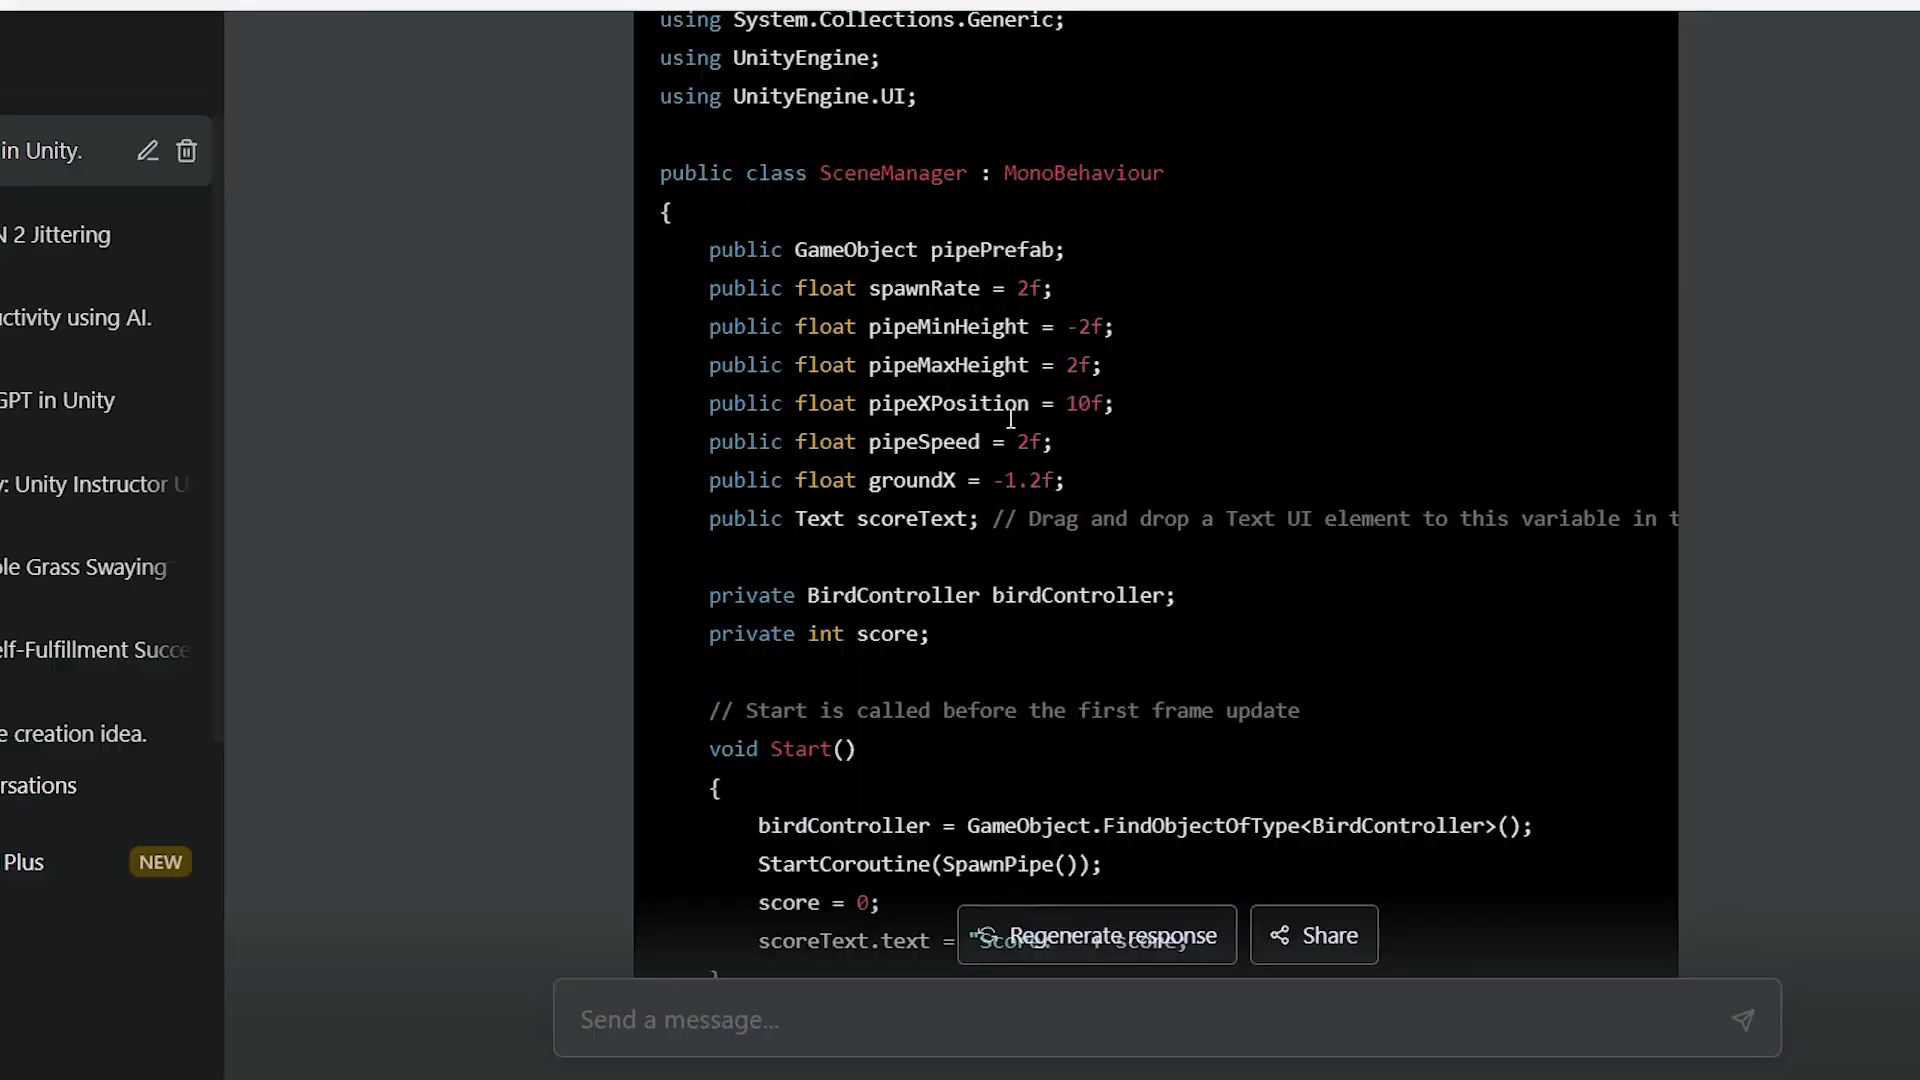 in Unity.
N 2 Jittering
uctivity using AI.
GPT in Unity
y: Unity Instructor U
ole Grass Swaying
elf-Fulfillment Succe
e creation idea.
rsations
Plus
NEW
using System.Collections.Generic;
using UnityEngine;
using UnityEngine.UI;
public class SceneManager : MonoBehaviour
{
public GameObject pipePrefab;
public float spawnRate = 2f;
public float pipeMinHeight = -2f;
public float pipeMaxHeight = 2f;
public float pipeXPosition = 10f;
public float pipeSpeed = 2f;
public float groundX = -1.2f;
public Text scoreText; // Drag and drop a Text UI element to this variable in t
private BirdController birdController;
private int score;
// Start is called before the first frame update
void Start()
{
birdController = GameObject.FindObjectOfType<BirdController>();
StartCoroutine(SpawnPipe());
score = 0;
scoreText.text = "Score: " + score;
Regenerate response
Share
Send a message...